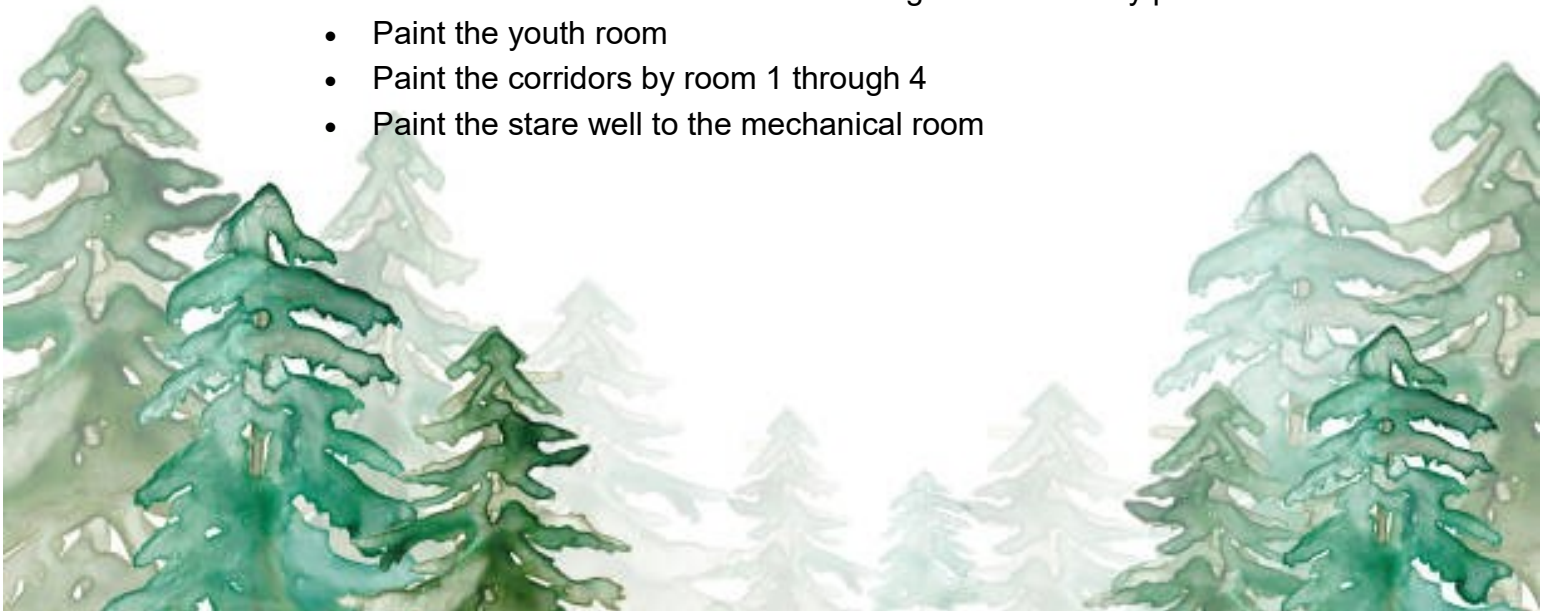 • Paint the youth room
• Paint the corridors by room 1 through 4
• Paint the stare well to the mechanical room